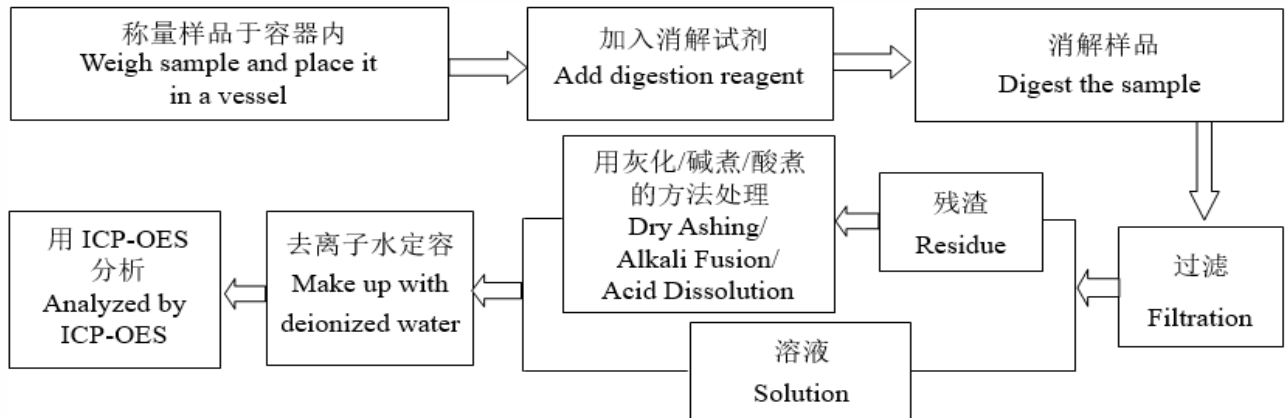 称量样品于容器内
Weigh sample and place it
in a vessel
加入消解试剂
Add digestion reagent
消解样品
Digest the sample
过滤
Filtration
残渣
Residue
用灰化/碱煮/酸煮
的方法处理
Dry Ashing/
Alkali Fusion/
Acid Dissolution
溶液
Solution
去离子水定容
Make up with
deionized water
用 ICP-OES
分析
Analyzed by
ICP-OES